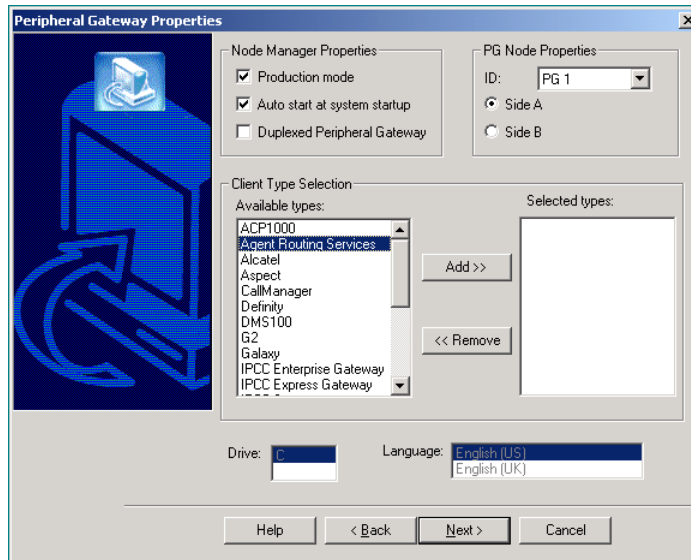 Peripheral Gateway Properties
Node Manager Properties
Production mode
Auto start at system startup
Duplexed Peripheral Gateway
PG Node Properties
ID: PG 1
Side A
Side B
Client Type Selection
Available types:
ACP1000
Agent Routing Services
Alcatel
Aspect
CallManager
Definity
DMS100
G2
Galaxy
IPCC Enterprise Gateway
IPCC Express Gateway
Add >>
<< Remove
Selected types:
Drive: C
Language: English (US)
English (UK)
Help < Back Next > Cancel